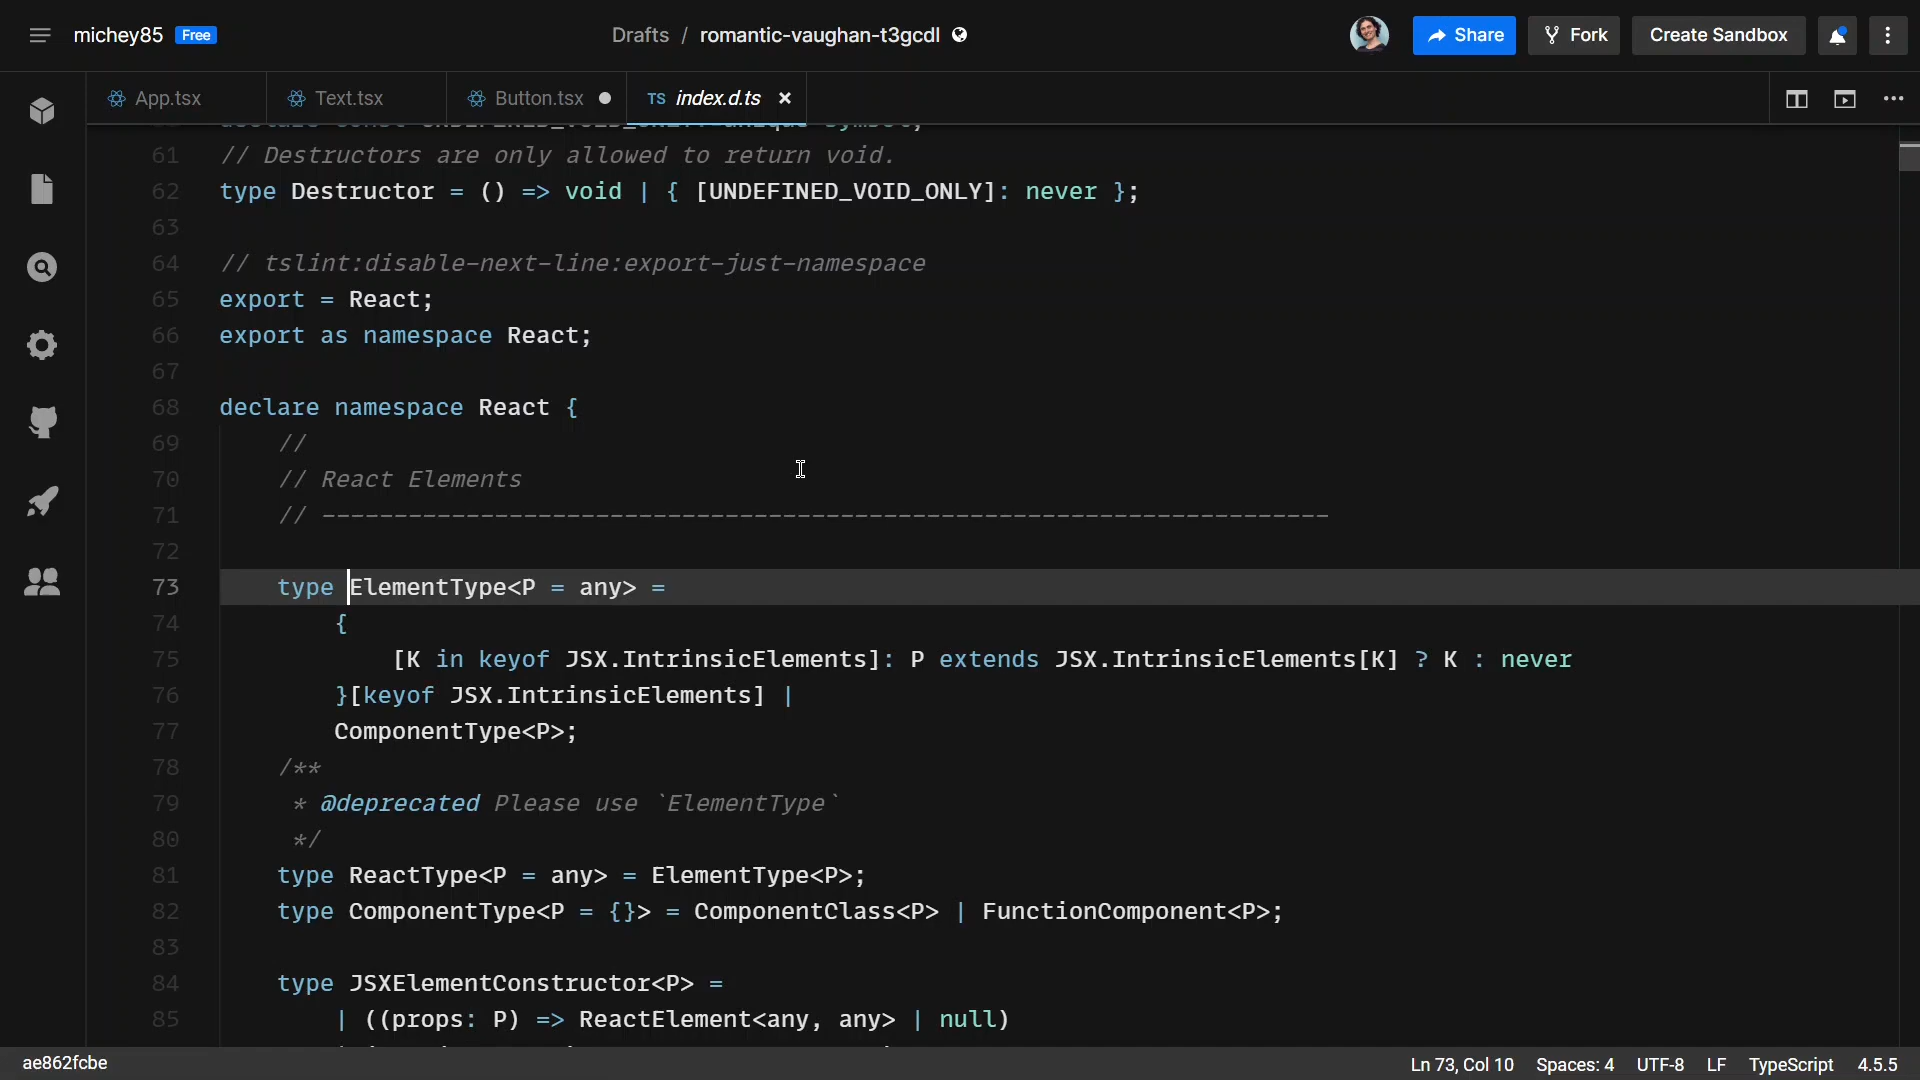 michey85 Free
Drafts / romantic-vaughan-t3gcdl
Share
Fork
Create Sandbox
App.tsx
Text.tsx
Button.tsx
TS index.d.ts
61 // Destructors are only allowed to return void.
62 type Destructor = () => void | { [UNDEFINED_VOID_ONLY]: never };
63
64 // tslint:disable-next-line:export-just-namespace
65 export = React;
66 export as namespace React;
67
68 declare namespace React {
69 //
70 // React Elements
71 // ----------------------------------------------------------------------
72
73 type ElementType<P = any> =
74 {
75 [K in keyof JSX.IntrinsicElements]: P extends JSX.IntrinsicElements[K] ? K : never
76 }[keyof JSX.IntrinsicElements] |
77 ComponentType<P>;
78 /**
79 * @deprecated Please use `ElementType`
80 */
81 type ReactType<P = any> = ElementType<P>;
82 type ComponentType<P = {}> = ComponentClass<P> | FunctionComponent<P>;
83
84 type JSXElementConstructor<P> =
85 | ((props: P) => ReactElement<any, any> | null)
ae862fcbe
Ln 73, Col 10
Spaces: 4
UTF-8
LF
TypeScript
4.5.5